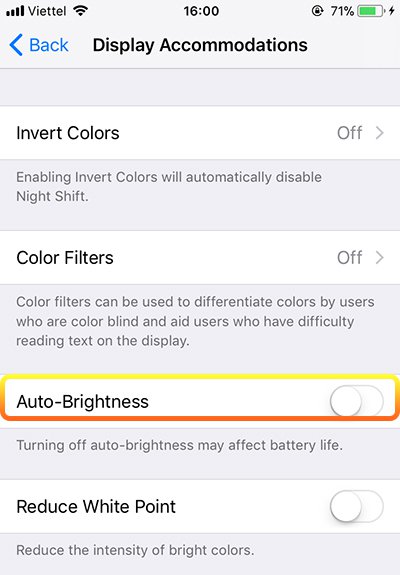 Viettel 16:00 71%
Back Display Accommodations
Invert Colors Off
Enabling Invert Colors will automatically disable
Night Shift.
Color Filters Off
Color filters can be used to differentiate colors by users
who are color blind and aid users who have difficulty
reading text on the display.
Auto-Brightness
Turning off auto-brightness may affect battery life.
Reduce White Point
Reduce the intensity of bright colors.